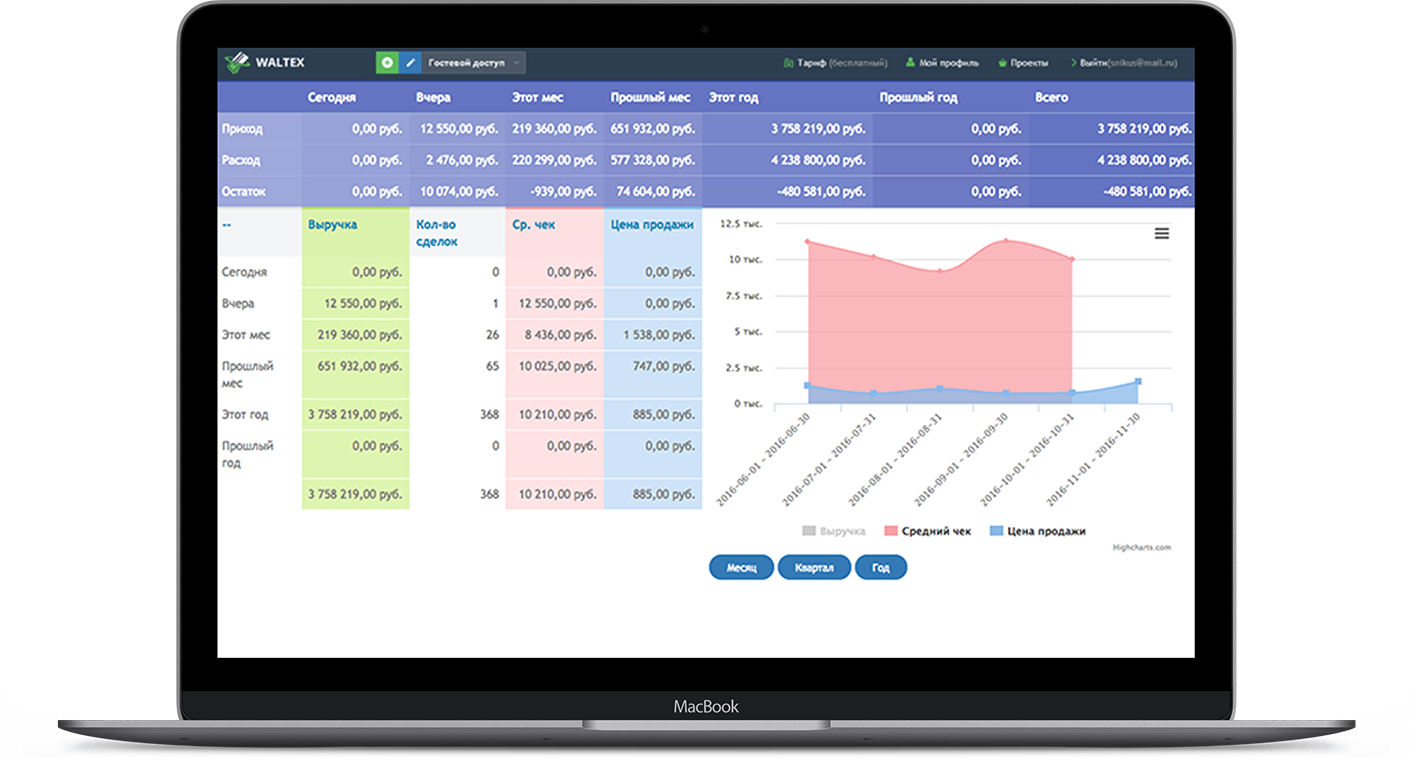 WALTEX Гостевой доступ Тариф (бесплатный) Мой профиль Проекты Выйти(snikus@mail.ru)
Сегодня Вчера Этот мес Прошлый мес Этот год Прошлый год Всего
Приход 0,00 руб. 12 550,00 руб. 219 360,00 руб. 651 932,00 руб. 3 758 219,00 руб. 0,00 руб. 3 758 219,00 руб.
Расход 0,00 руб. 2 476,00 руб. 220 299,00 руб. 577 328,00 руб. 4 238 800,00 руб. 0,00 руб. 4 238 800,00 руб.
Остаток 0,00 руб. 10 074,00 руб. -939,00 руб. 74 604,00 руб. -480 581,00 руб. 0,00 руб. -480 581,00 руб.
-- Выручка Кол-во Ср. чек Цена продажи
сделок
Сегодня 0,00 руб. 0 0,00 руб. 0,00 руб.
Вчера 12 550,00 руб. 1 12 550,00 руб. 0,00 руб.
Этот мес 219 360,00 руб. 26 8 436,00 руб. 1 538,00 руб.
Прошлый 651 932,00 руб. 65 10 025,00 руб. 747,00 руб.
мес
Этот год 3 758 219,00 руб. 368 10 210,00 руб. 885,00 руб.
Прошлый 0,00 руб. 0 0,00 руб. 0,00 руб.
год
3 758 219,00 руб. 368 10 210,00 руб. 885,00 руб.
12.5 тыс.
10 тыс.
7.5 тыс.
5 тыс.
2.5 тыс.
0 тыс.
2016-06-01 - 2016-06-30
2016-07-01 - 2016-07-31
2016-08-01 - 2016-08-31
2016-09-01 - 2016-09-30
2016-10-01 - 2016-10-31
2016-11-01 - 2016-11-30
Выручка Средний чек Цена продажи
Highcharts.com
Месяц Квартал Год
MacBook